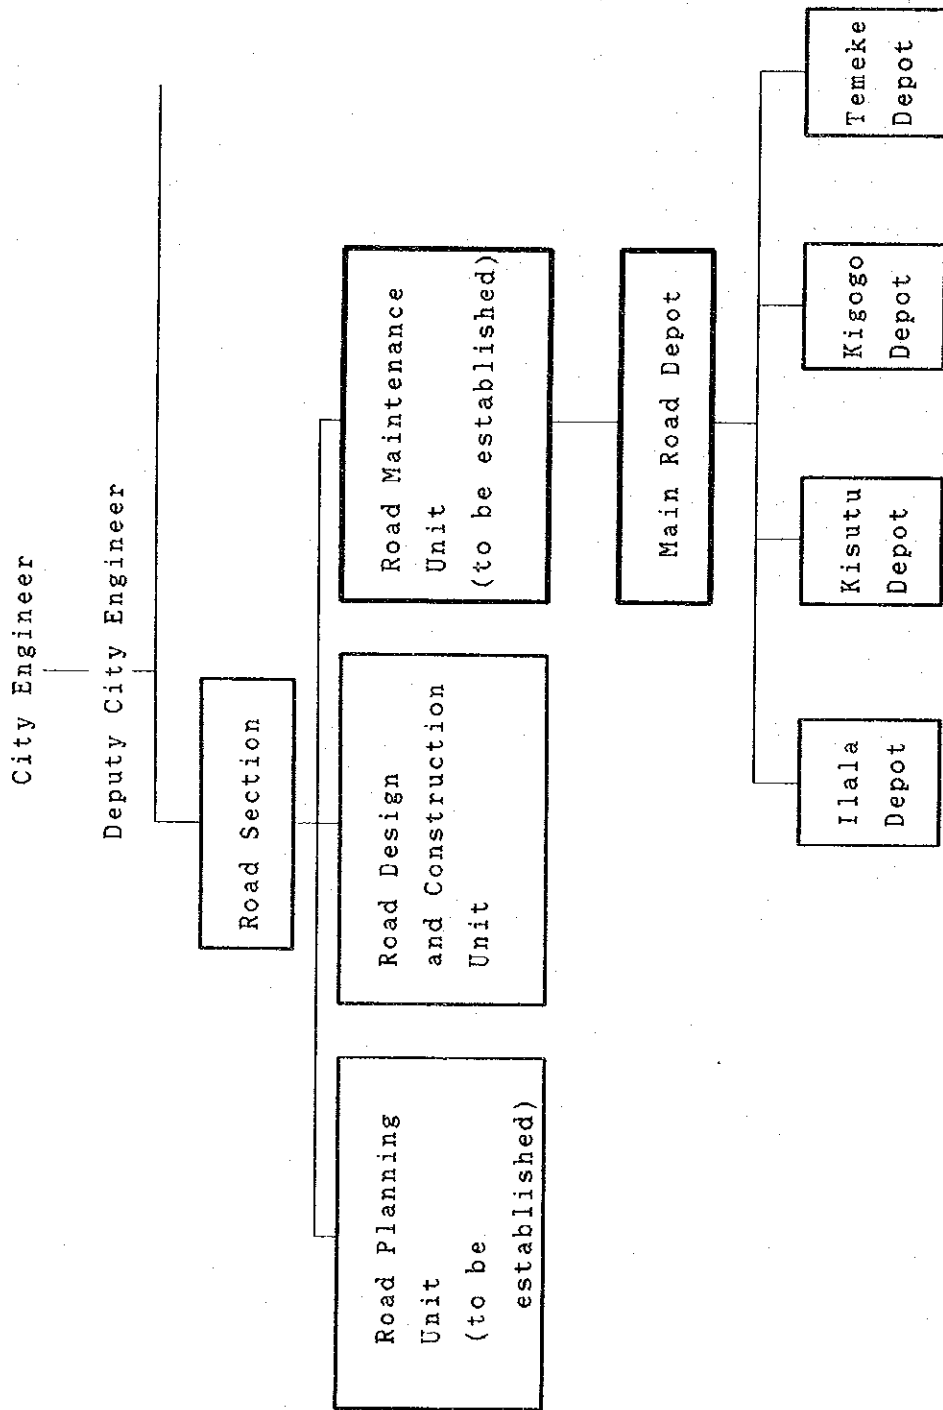 City Engineer
Deputy City Engineer
Road Section
Road Planning
Unit
(to be
established)
Road Design
and Construction
Unit
Road Maintenance
Unit
(to be established)
Main Road Depot
Ilala
Depot
Kisutu
Depot
Kigogo
Depot
Temeke
Depot